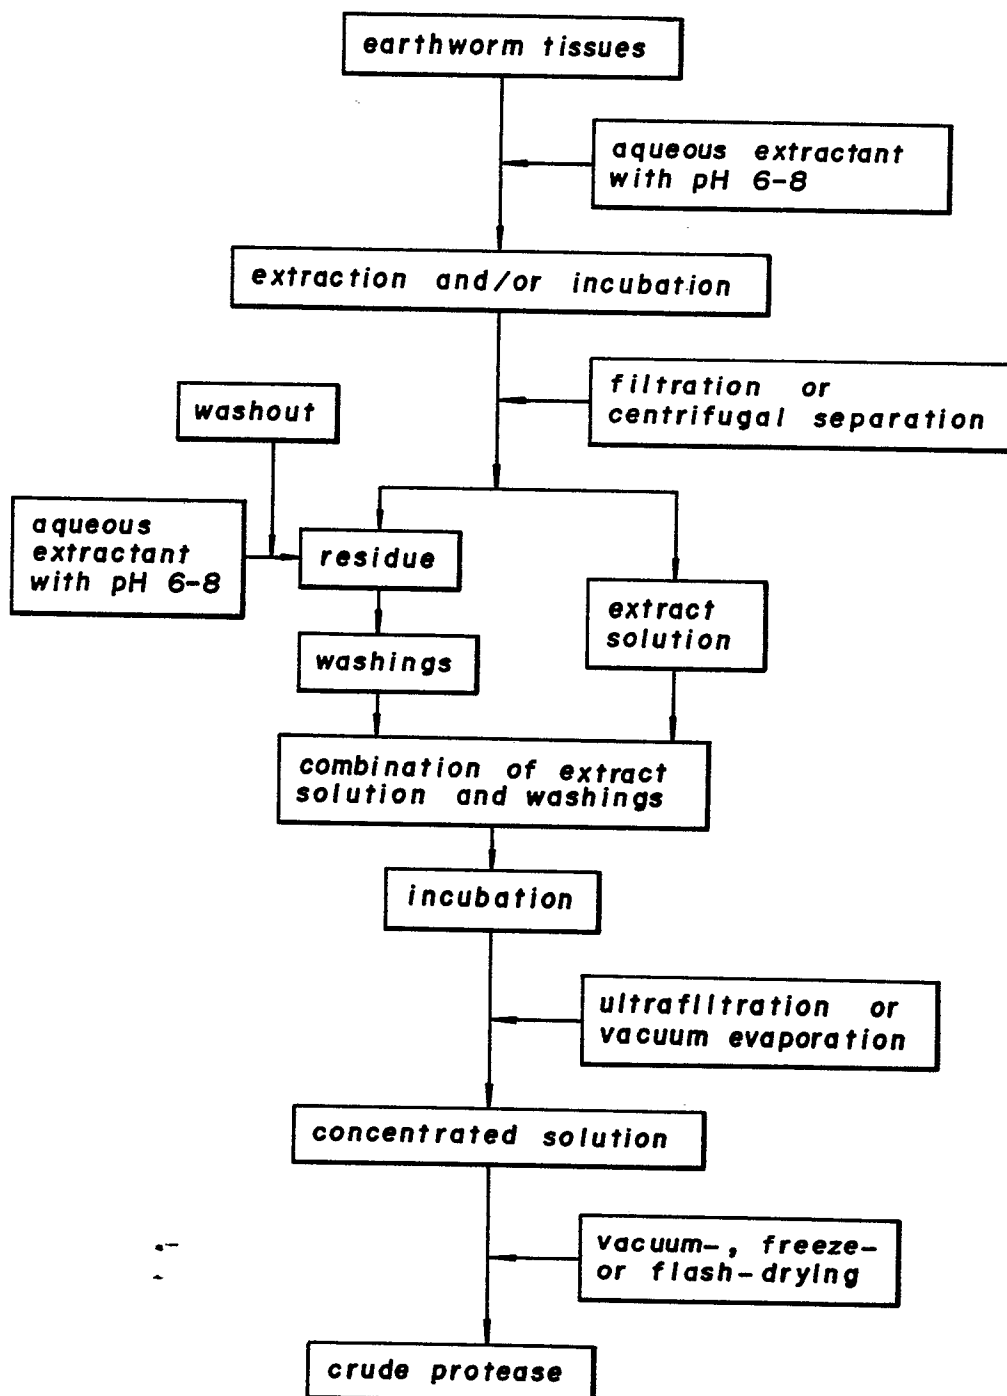 earthworm tissues
aqueous extractant
with pH 6-8
extraction and/or incubation
filtration or
centrifugal separation
washout
aqueous
extractant
with pH 6-8
residue
extract
solution
washings
combination of extract
solution and washings
incubation
ultrafiltration or
vacuum evaporation
concentrated solution
vacuum-, freeze-
or flash-drying
crude protease